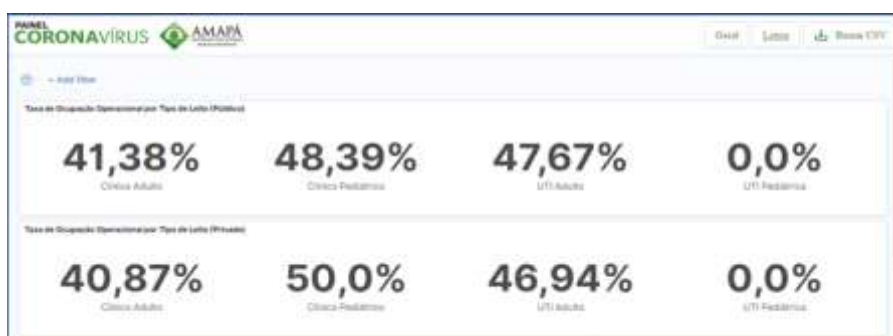 PAINEL
CORONAVÍRUS AMAPÁ
Geral Leitos Baixar CSV
+ Add filter
Taxa de Ocupação Operacional por Tipo de Leito (Público)
41,38% 48,39% 47,67% 0,0%
Clínico Adulto Clínico Pediátrico UTI Adulto UTI Pediátrica
Taxa de Ocupação Operacional por Tipo de Leito (Privado)
40,87% 50,0% 46,94% 0,0%
Clínico Adulto Clínico Pediátrico UTI Adulto UTI Pediátrica